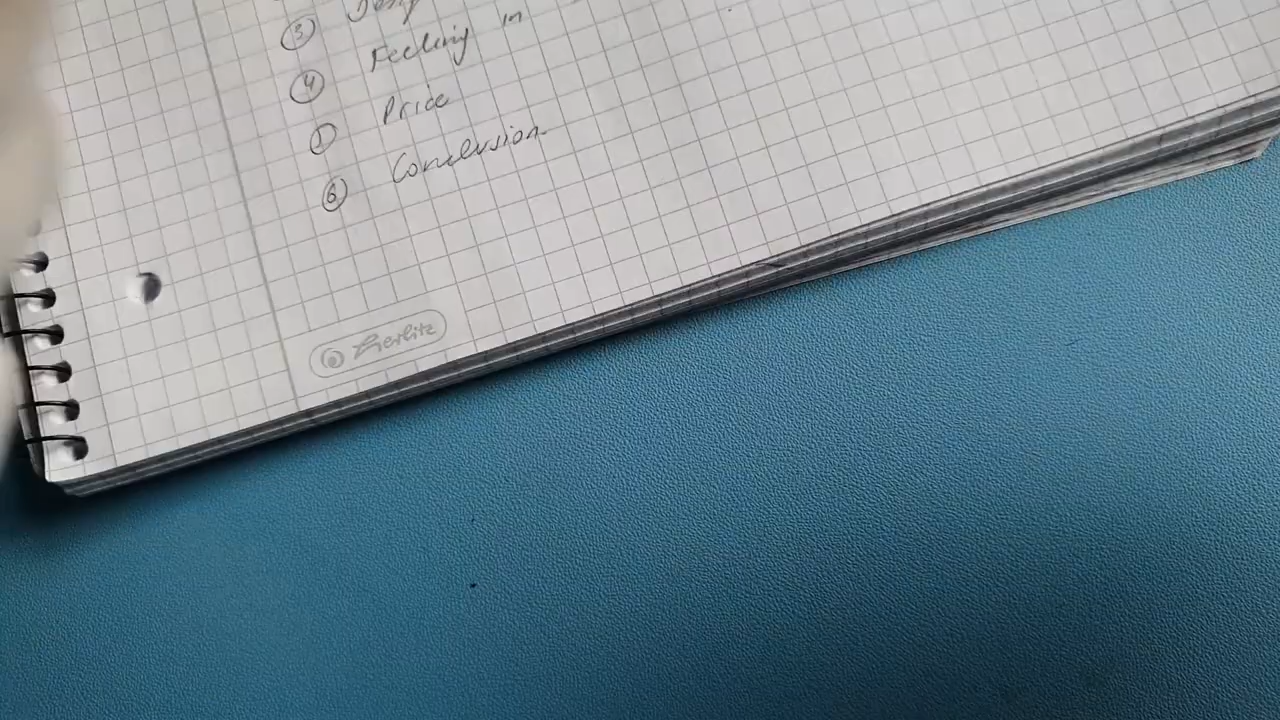 ③
④ Feeling in
⑤ Price
⑥ Conclusion
herlitz